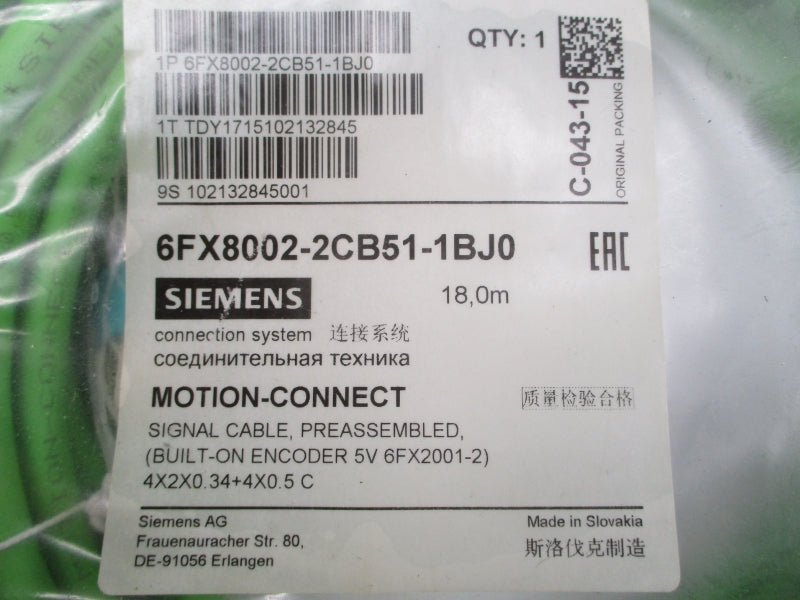 1P 6FX8002-2CB51-1BJ0
QTY: 1
1T TDY1715102132845
9S 102132845001
C-043-15
ORIGINAL PACKING
6FX8002-2CB51-1BJ0
EAC
SIEMENS
18,0m
connection system 连接系统
соединительная техника
MOTION-CONNECT
质量检验合格
SIGNAL CABLE, PREASSEMBLED,
(BUILT-ON ENCODER 5V 6FX2001-2)
4X2X0.34+4X0.5 C
Siemens AG
Made in Slovakia
Frauenauracher Str. 80,
斯洛伐克制造
DE-91056 Erlangen